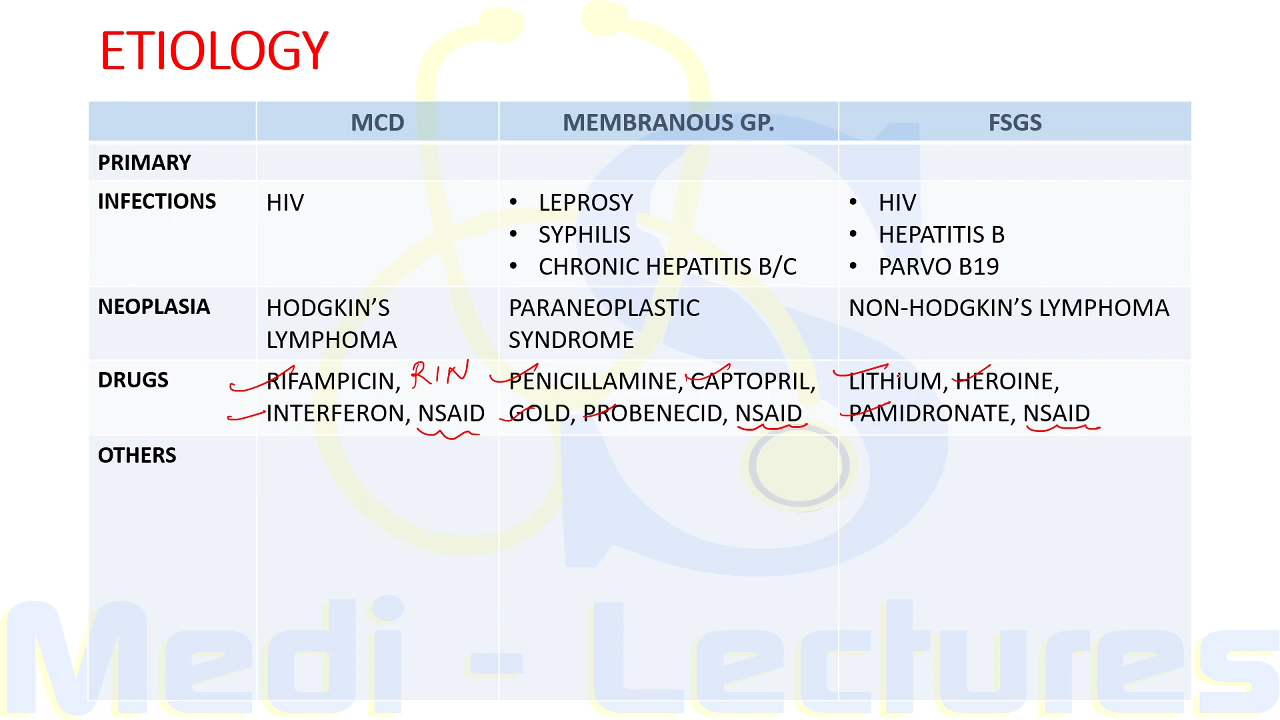 ETIOLOGY
MCD MEMBRANOUS GP. FSGS
PRIMARY
INFECTIONS HIV • LEPROSY • HIV
• SYPHILIS • HEPATITIS B
• CHRONIC HEPATITIS B/C • PARVO B19
NEOPLASIA HODGKIN'S PARANEOPLASTIC NON-HODGKIN'S LYMPHOMA
LYMPHOMA SYNDROME
DRUGS RIFAMPICIN, RIN PENICILLAMINE, CAPTOPRIL, LITHIUM, HEROINE,
INTERFERON, NSAID GOLD, PROBENECID, NSAID PAMIDRONATE, NSAID
OTHERS
Medi - Lectures